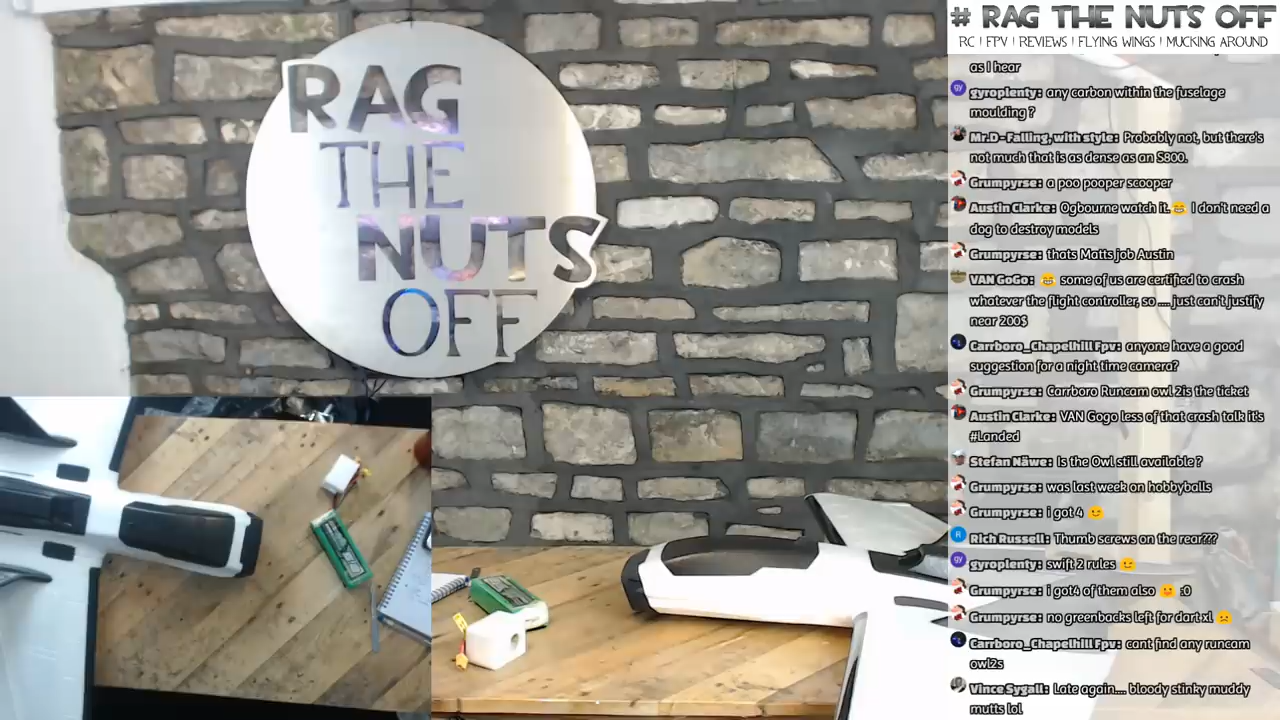 RAG
THE
NUTS
OFF
# RAG THE NUTS OFF
RC | FPV | REVIEWS | FLYING WINGS | MUCKING AROUND
as I hear
gyroplenty: any carbon within the fuselage
moulding ?
Mr.D - Falling, with style: Probably not, but there's
not much that is as dense as an S800.
Grumpyrse: a poo pooper scooper
Austin Clarke: Ogbourne watch it.😂 I don't need a
dog to destroy models
Grumpyrse: thats Matts job Austin
VAN GoGo: 😂 some of us are certified to crash
whatever the flight controller, so .... just can't justify
near 200$
Carrboro_Chapelhill Fpv: anyone have a good
suggestion for a night time camera?
Grumpyrse: Carrboro Runcam owl 2is the ticket
Austin Clarke: VAN Gogo less of that crash talk it's
#Landed
Stefan Näwe: Is the Owl still available ?
Grumpyrse: was last week on hobbyballs
Grumpyrse: i got 4 😉
Rich Russell: Thumb screws on the rear???
gyroplenty: swift 2 rules 😉
Grumpyrse: i got4 of them also 😮 :0
Grumpyrse: no greenbacks left for dart xl ☹️
Carrboro_Chapelhill Fpv: cant find any runcam
owl2s
Vince Sygall: Late again.... bloody stinky muddy
mutts lol